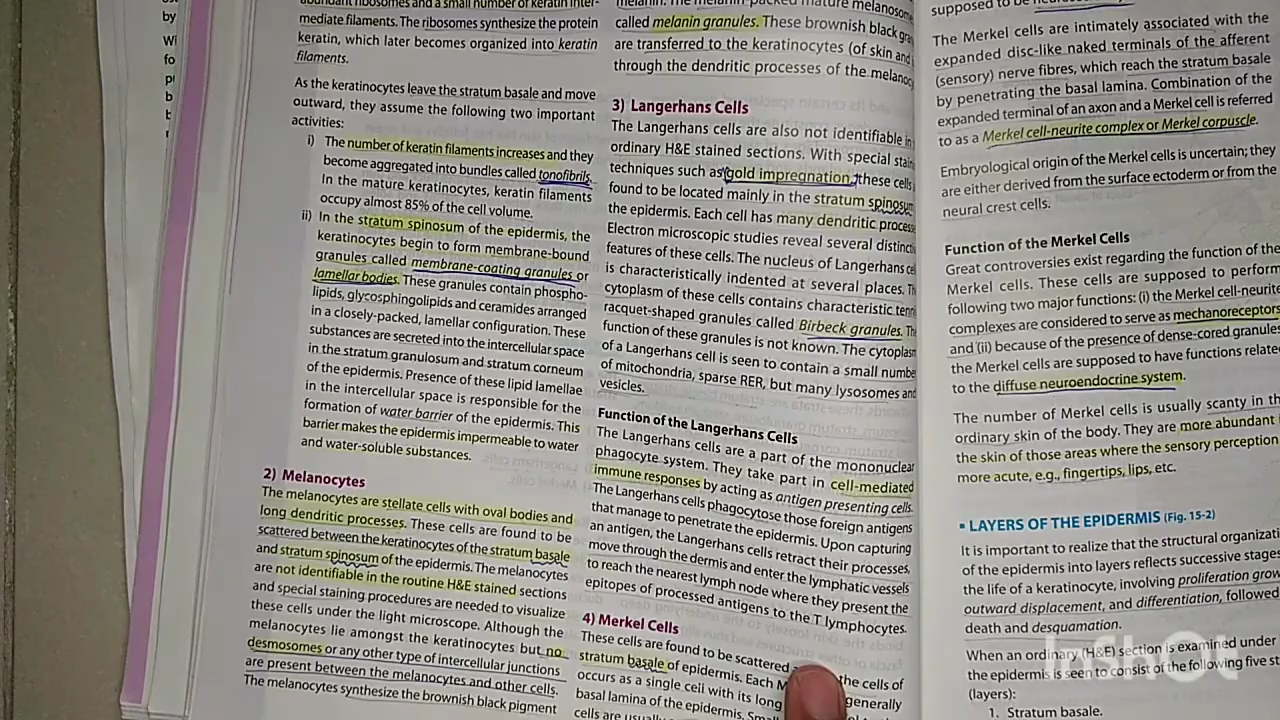 by
Wi
fo
abundant ribosomes and a small number of keratin inter-
mediate filaments. The ribosomes synthesize the protein
keratin, which later becomes organized into keratin
filaments.
As the keratinocytes leave the stratum basale and move
outward, they assume the following two important
activities:
i) The number of keratin filaments increases and they
become aggregated into bundles called tonofibrils.
In the mature keratinocytes, keratin filaments
occupy almost 85% of the cell volume.
ii) In the stratum spinosum of the epidermis, the
keratinocytes begin to form membrane-bound
granules called membrane-coating granules or
lamellar bodies. These granules contain phospho-
lipids, glycosphingolipids and ceramides arranged
in a closely-packed, lamellar configuration. These
substances are secreted into the intercellular space
in the stratum granulosum and stratum corneum
of the epidermis. Presence of these lipid lamellae
in the intercellular space is responsible for the
formation of water barrier of the epidermis. This
barrier makes the epidermis impermeable to water
and water-soluble substances.
2) Melanocytes
The melanocytes are stellate cells with oval bodies and
long dendritic processes. These cells are found to be
scattered between the keratinocytes of the stratum basale
and stratum spinosum of the epidermis. The melanocytes
are not identifiable in the routine H&E stained sections
and special staining procedures are needed to visualize
these cells under the light microscope. Although the
melanocytes lie amongst the keratinocytes but no
desmosomes or any other type of intercellular junctions
are present between the melanocytes and other cells.
The melanocytes synthesize the brownish black pigment
melanin. The melanin-packed mature melanosome
called melanin granules. These brownish black
are transferred to the keratinocytes (of skin and
through the dendritic processes of the
3) Langerhans Cells
The Langerhans cells are also not identifiable in
ordinary H&E stained sections. With special
techniques such as gold impregnation, these cells
found to be located mainly in the stratum spinosum
the epidermis. Each cell has many dendritic
Electron microscopic studies reveal several
features of these cells. The nucleus of Langerhans
is characteristically indented at several places.
cytoplasm of these cells contains characteristic
racquet-shaped granules called Birbeck granules.
function of these granules is not known. The cytoplasm
of a Langerhans cell is seen to contain a small
of mitochondria, sparse RER, but many lysosomes and
vesicles.
Function of the Langerhans Cells
The Langerhans cells are a part of the mononuclear
phagocyte system. They take part in cell-mediated
immune responses by acting as antigen presenting cells.
The Langerhans cells phagocytose those foreign antigens
that manage to penetrate the epidermis. Upon capturing
an antigen, the Langerhans cells retract their processes,
move through the dermis and enter the lymphatic vessels
to reach the nearest lymph node where they present the
epitopes of processed antigens to the T lymphocytes.
4) Merkel Cells
These cells are found to be scattered the cells of
stratum basale of epidermis. Each generally
occurs as a single cell with its long
basal lamina of the epidermis.
cells are
supposed to be
The Merkel cells are intimately associated with the
expanded disc-like naked terminals of the afferent
(sensory) nerve fibres, which reach the stratum basale
by penetrating the basal lamina. Combination of the
expanded terminal of an axon and a Merkel cell is referred
to as a Merkel cell-neurite complex or Merkel corpuscle.
Embryological origin of the Merkel cells is uncertain; they
are either derived from the surface ectoderm or from the
neural crest cells.
Function of the Merkel Cells
Great controversies exist regarding the function of the
Merkel cells. These cells are supposed to perform
following two major functions: (i) the Merkel cell-neurite
complexes are considered to serve as mechanoreceptors
and (ii) because of the presence of dense-cored granules
the Merkel cells are supposed to have functions
to the diffuse neuroendocrine system.
The number of Merkel cells is usually scanty in the
ordinary skin of the body. They are more abundant
the skin of those areas where the sensory perception
more acute, e.g., fingertips, lips, etc.
▪ LAYERS OF THE EPIDERMIS (Fig. 15-2)
It is important to realize that the structural
of the epidermis into layers reflects successive stages
the life of a keratinocyte, involving proliferation
outward displacement, and differentiation, followed
death and desquamation.
When an ordinary (H&E) section is examined under
the epidermis is seen to consist of the following five
(layers):
1. Stratum basale.
InShOt